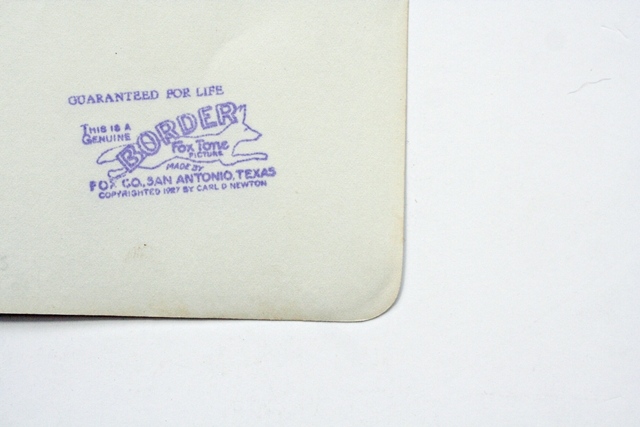 GUARANTEED FOR LIFE
THIS IS A
GENUINE
BORDER
Fox Tone
PICTURE
MADE BY
FOX CO., SAN ANTONIO, TEXAS
COPYRIGHTED 1927 BY CARL D NEWTON